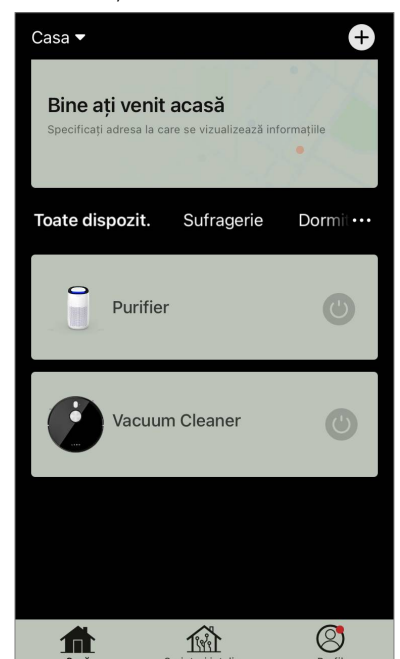 Casa
Bine ați venit acasă
Specificați adresa la care se vizualizează informațiile
Toate dispozit. Sufragerie
Purifier
Vacuum Cleaner